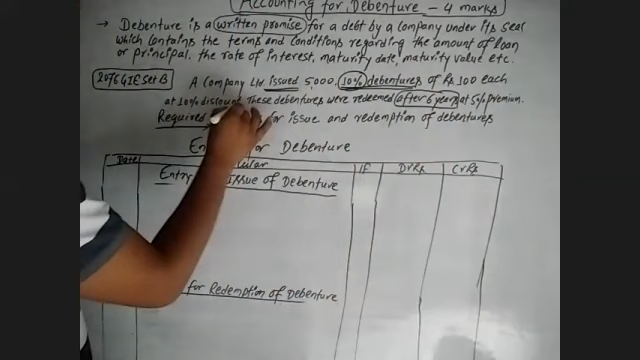 Accounting for Debenture - 4 marks
→ Debenture is a written promise for a debt by a company under its seal
which contains the terms and conditions regarding the amount of loan
or principal, the rate of interest, maturity date, maturity value etc.
2076 GIE Set B A Company Ltd. issued 5,000, 10% debentures of Rs. 100 each
at 10% discount These debentures were redeemed after 6 years at 5% premium.
Required for issue and redemption of debentures
or Debenture
Date cular LF Dr Rs Cr Rs
Entry Issue of Debenture
for Redemption of Debenture